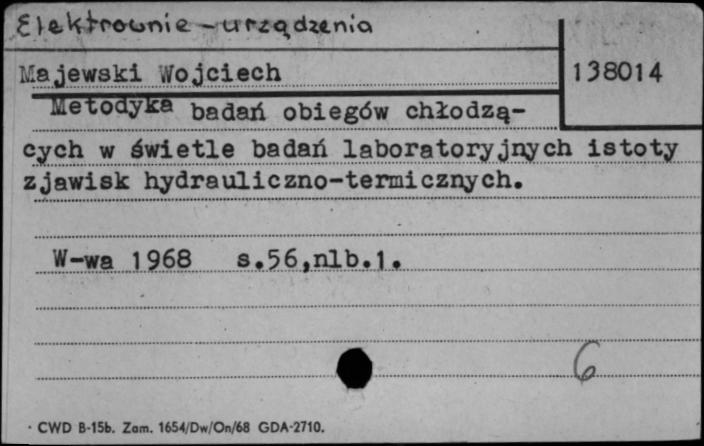 Elektrownie - urządzenia
Majewski Wojciech
138014
Metodyka badań obiegów chłodzą-
cych w świetle badań laboratoryjnych istoty
zjawisk hydrauliczno-termicznych.
W-wa 1968 s.56,nlb.1.
6
CWD B-15b. Zam. 1654/Dw/On/68 GDA-2710.